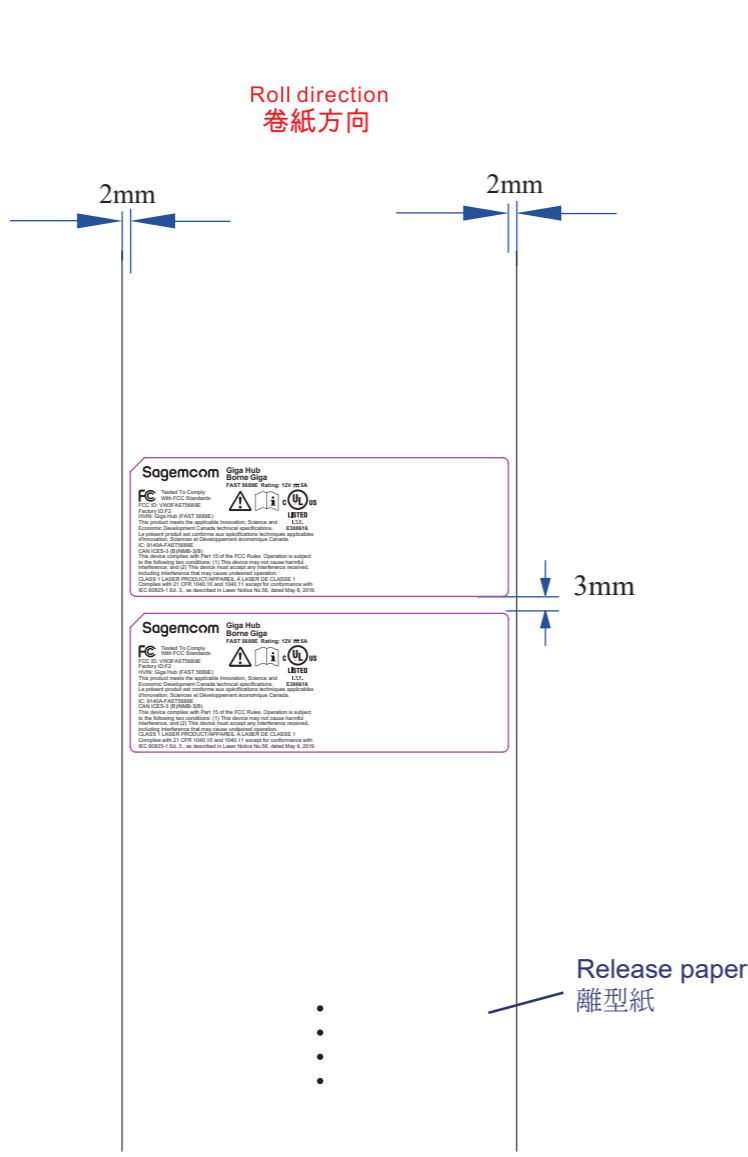 Roll direction
卷紙方向
2mm
2mm
Sagemcom
Giga Hub
Borne Giga
FAST 5689E Rating: 12V 5A
FC Tested To Comply
With FCC Standards
FCC ID: VW3FAST5689E
Factory ID:F2
HVIN: Giga Hub (FAST 5689E)
C UL US
LISTED
I.T.E.
E309616
This product meets the applicable Innovation, Science and
Economic Development Canada technical specifications.
Le présent produit est conforme aux spécifications techniques applicables
d'Innovation, Sciences et Développement économique Canada.
IC: 9140A-FAST5689E
CAN ICES-3 (B)/NMB-3(B)
This device complies with Part 15 of the FCC Rules. Operation is subject
to the following two conditions: (1) This device may not cause harmful
interference, and (2) This device must accept any interference received,
including interference that may cause undesired operation.
CLASS 1 LASER PRODUCT/APPAREIL À LASER DE CLASSE 1
Complies with 21 CFR 1040.10 and 1040.11 except for conformance with
IEC 60825-1 Ed. 3., as described in Laser Notice No.56, dated May 8, 2019.
3mm
Sagemcom
Giga Hub
Borne Giga
FAST 5689E Rating: 12V 5A
FC Tested To Comply
With FCC Standards
FCC ID: VW3FAST5689E
Factory ID:F2
HVIN: Giga Hub (FAST 5689E)
C UL US
LISTED
I.T.E.
E309616
This product meets the applicable Innovation, Science and
Economic Development Canada technical specifications.
Le présent produit est conforme aux spécifications techniques applicables
d'Innovation, Sciences et Développement économique Canada.
IC: 9140A-FAST5689E
CAN ICES-3 (B)/NMB-3(B)
This device complies with Part 15 of the FCC Rules. Operation is subject
to the following two conditions: (1) This device may not cause harmful
interference, and (2) This device must accept any interference received,
including interference that may cause undesired operation.
CLASS 1 LASER PRODUCT/APPAREIL À LASER DE CLASSE 1
Complies with 21 CFR 1040.10 and 1040.11 except for conformance with
IEC 60825-1 Ed. 3., as described in Laser Notice No.56, dated May 8, 2019.
Release paper
離型紙